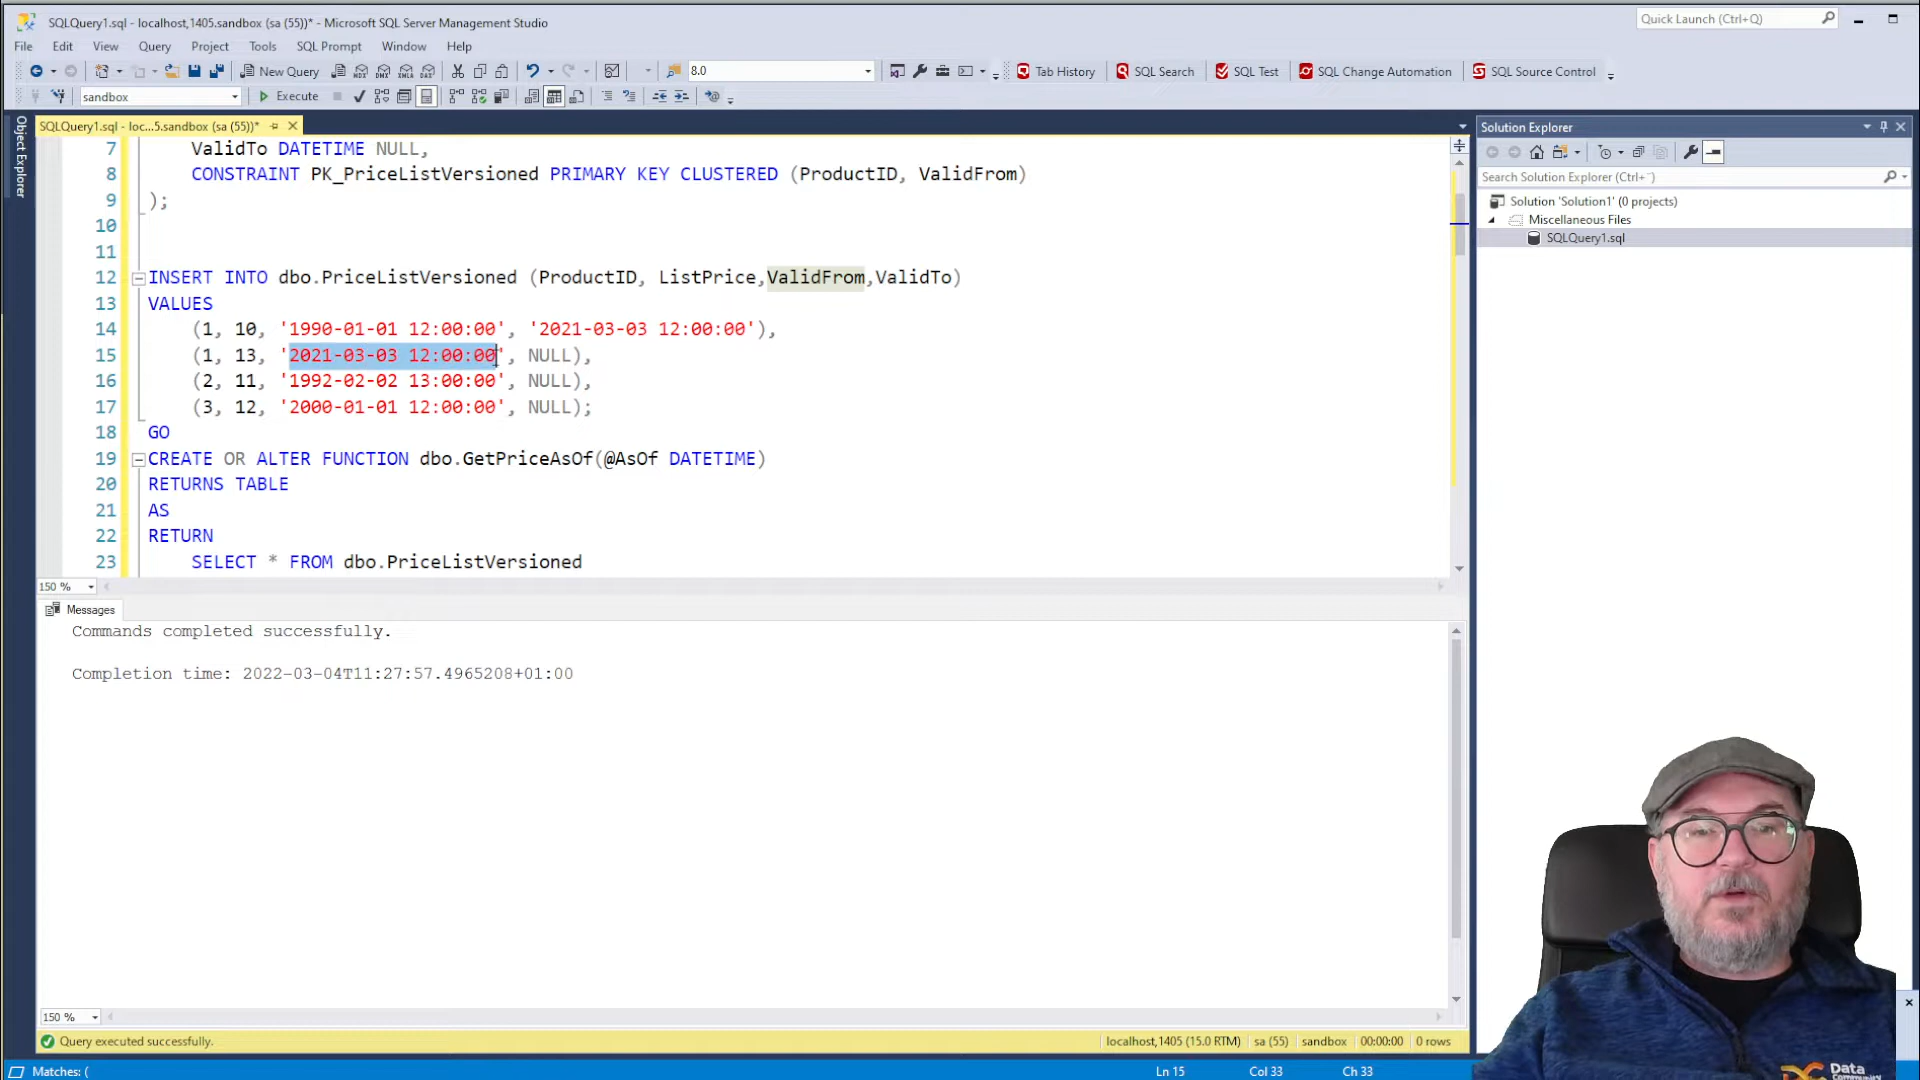 SQLQuery1.sql - localhost,1405.sandbox (sa (55))* - Microsoft SQL Server Management Studio
Quick Launch (Ctrl+Q)
File Edit View Query Project Tools SQL Prompt Window Help
New Query
8.0
Tab History
SQL Search
SQL Test
SQL Change Automation
SQL Source Control
sandbox
Execute
Object Explorer
SQLQuery1.sql - loc...5.sandbox (sa (55))*
7 ValidTo DATETIME NULL,
8 CONSTRAINT PK_PriceListVersioned PRIMARY KEY CLUSTERED (ProductID, ValidFrom)
9 );
10
11
12 INSERT INTO dbo.PriceListVersioned (ProductID, ListPrice,ValidFrom,ValidTo)
13 VALUES
14 (1, 10, '1990-01-01 12:00:00', '2021-03-03 12:00:00'),
15 (1, 13, '2021-03-03 12:00:00', NULL),
16 (2, 11, '1992-02-02 13:00:00', NULL),
17 (3, 12, '2000-01-01 12:00:00', NULL);
18 GO
19 CREATE OR ALTER FUNCTION dbo.GetPriceAsOf(@AsOf DATETIME)
20 RETURNS TABLE
21 AS
22 RETURN
23 SELECT * FROM dbo.PriceListVersioned
150 %
Messages
Commands completed successfully.
Completion time: 2022-03-04T11:27:57.4965208+01:00
150 %
Query executed successfully.
localhost,1405 (15.0 RTM) sa (55) sandbox 00:00:00 0 rows
Matches: (
Ln 15 Col 33 Ch 33
Solution Explorer
Search Solution Explorer (Ctrl+¨)
Solution 'Solution1' (0 projects)
Miscellaneous Files
SQLQuery1.sql
Data